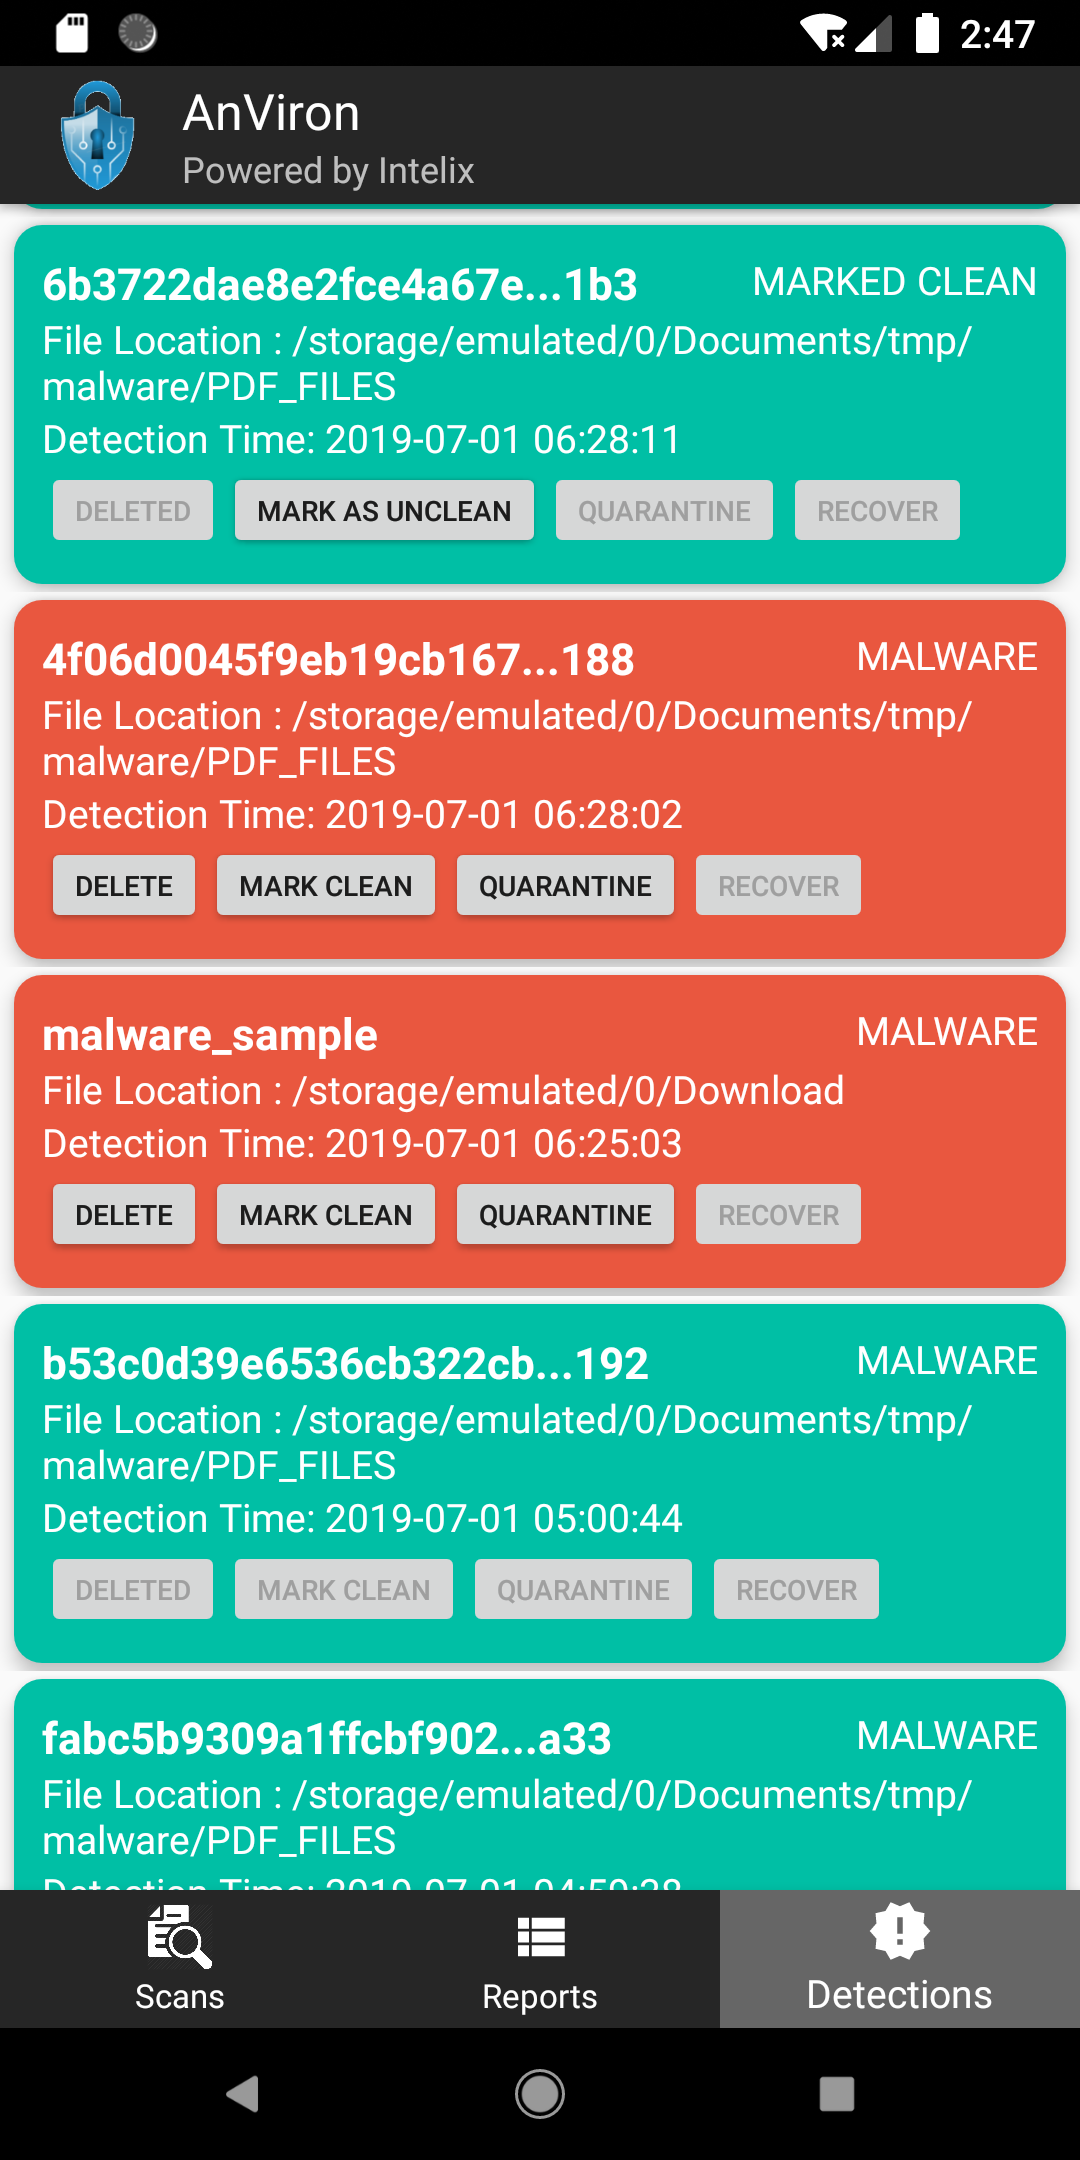 2:47
AnViron
Powered by Intelix
6b3722dae8e2fce4a67e...1b3 MARKED CLEAN
File Location : /storage/emulated/0/Documents/tmp/
malware/PDF_FILES
Detection Time: 2019-07-01 06:28:11
DELETED MARK AS UNCLEAN QUARANTINE RECOVER
4f06d0045f9eb19cb167...188 MALWARE
File Location : /storage/emulated/0/Documents/tmp/
malware/PDF_FILES
Detection Time: 2019-07-01 06:28:02
DELETE MARK CLEAN QUARANTINE RECOVER
malware_sample MALWARE
File Location : /storage/emulated/0/Download
Detection Time: 2019-07-01 06:25:03
DELETE MARK CLEAN QUARANTINE RECOVER
b53c0d39e6536cb322cb...192 MALWARE
File Location : /storage/emulated/0/Documents/tmp/
malware/PDF_FILES
Detection Time: 2019-07-01 05:00:44
DELETED MARK CLEAN QUARANTINE RECOVER
fabc5b9309a1ffcbf902...a33 MALWARE
File Location : /storage/emulated/0/Documents/tmp/
malware/PDF_FILES
Detection Time: 2019-07-01
Scans Reports Detections